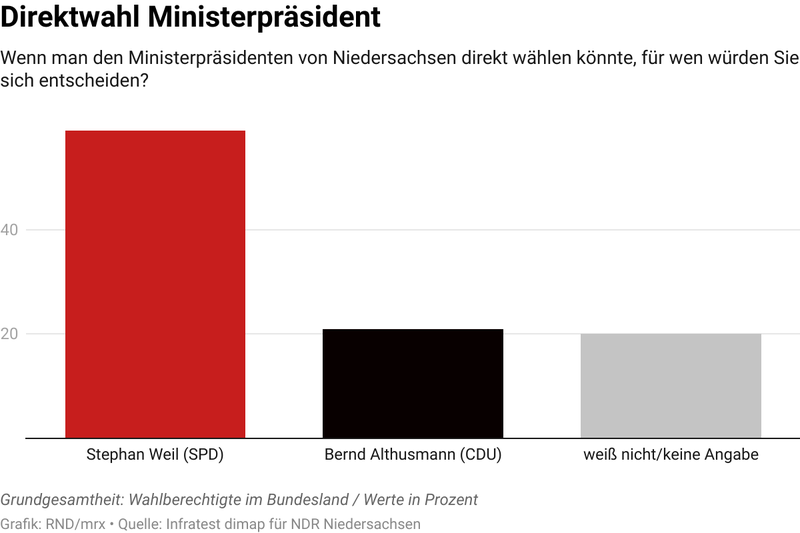 Direktwahl Ministerpräsident
Wenn man den Ministerpräsidenten von Niedersachsen direkt wählen könnte, für wen würden Sie
sich entscheiden?
40
20
Stephan Weil (SPD)
Bernd Althusmann (CDU)
weiß nicht/keine Angabe
Grundgesamtheit: Wahlberechtigte im Bundesland / Werte in Prozent
Grafik: RND/mrx • Quelle: Infratest dimap für NDR Niedersachsen